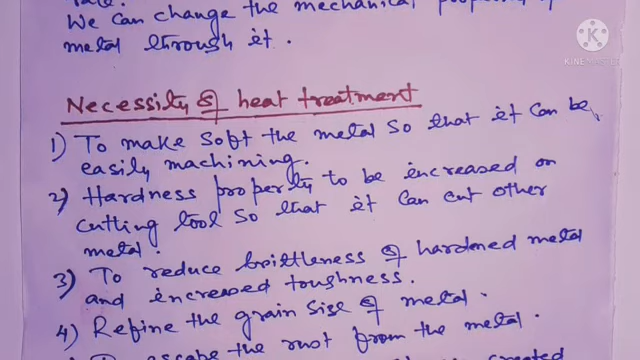 We can change the mechanical
metal through it.
KINEMASTER
Necessity of heat treatment
1) To make soft the metal so that it can be
easily machining.
2) Hardness property to be increased on
cutting tool so that it can cut other
metal.
3) To reduce brittleness of hardened metal
and increased toughness.
4) Refine the grain size of metal.
escape the rust from the metal.